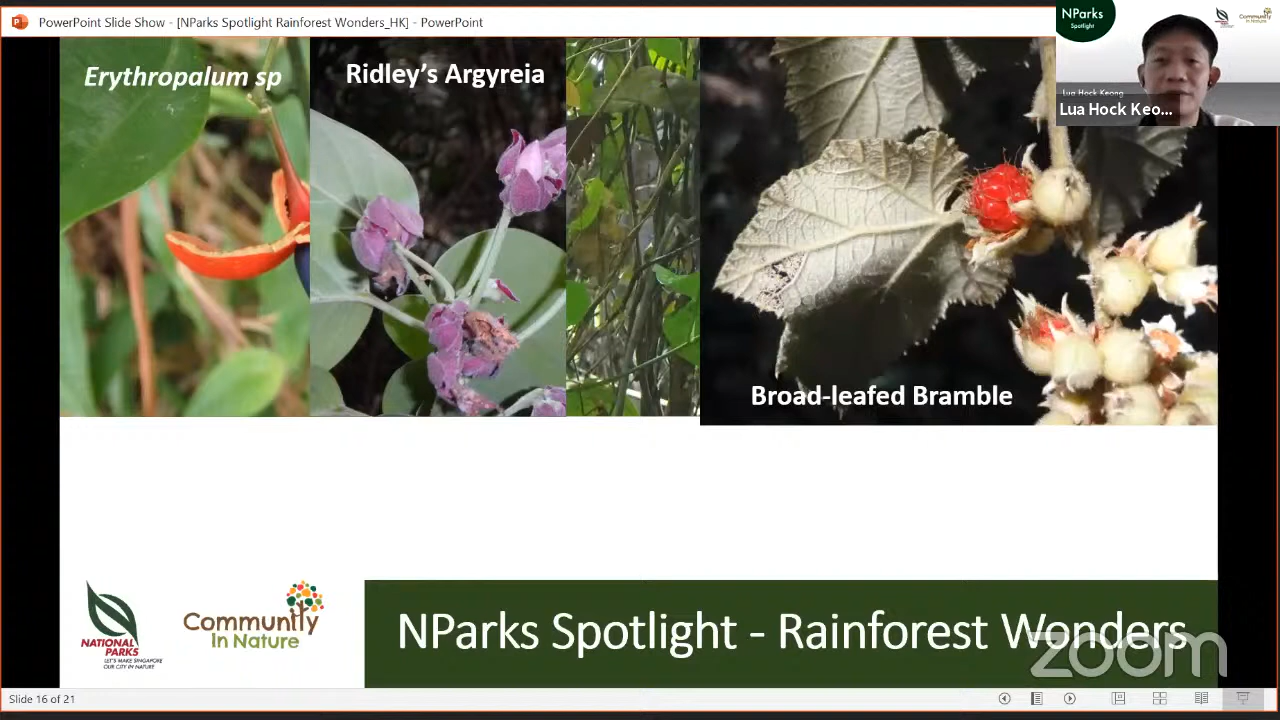 PowerPoint Slide Show - [NParks Spotlight Rainforest Wonders_HK] - PowerPoint
NParks
Spotlight
Community
in Nature
Lua Hock Keong
Lua Hock Keo...
Erythropalum sp
Ridley's Argyreia
Broad-leafed Bramble
NATIONAL
PARKS
LET'S MAKE SINGAPORE
OUR CITY IN NATURE
Community
in Nature
NParks Spotlight - Rainforest Wonders
zoom
Slide 16 of 21